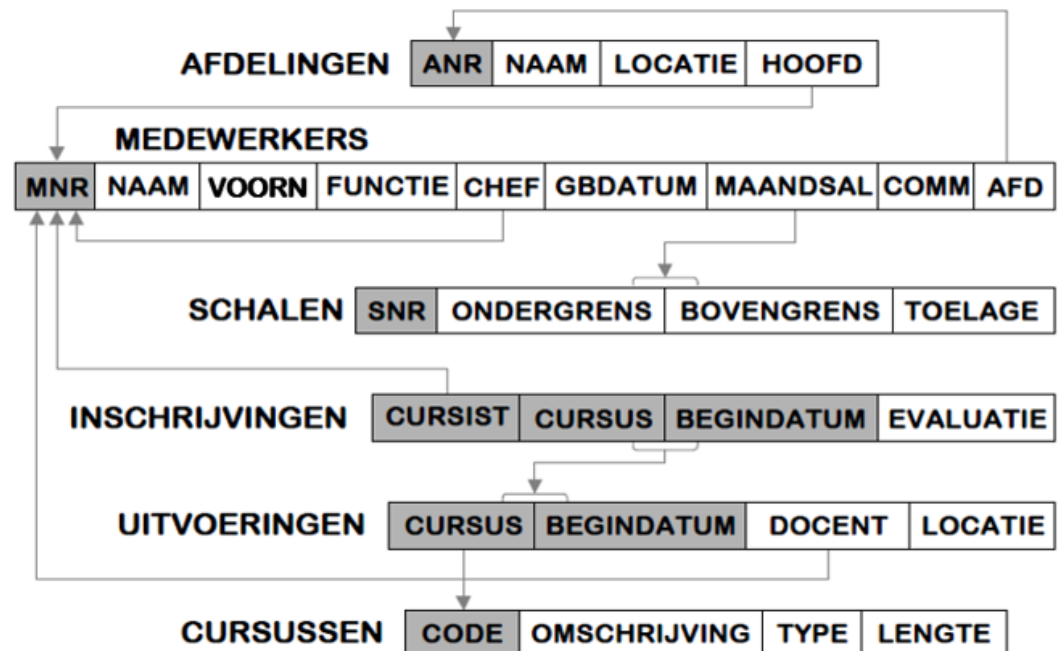 AFDELINGEN ANR NAAM LOCATIE HOOFD
MEDEWERKERS
MNR NAAM VOORN FUNCTIE CHEF GBDATUM MAANDSAL COMM AFD
SCHALEN SNR ONDERGRENS BOVENGRENS TOELAGE
INSCHRIJVINGEN CURSIST CURSUS BEGINDATUM EVALUATIE
UITVOERINGEN CURSUS BEGINDATUM DOCENT LOCATIE
CURSUSSEN CODE OMSCHRIJVING TYPE LENGTE